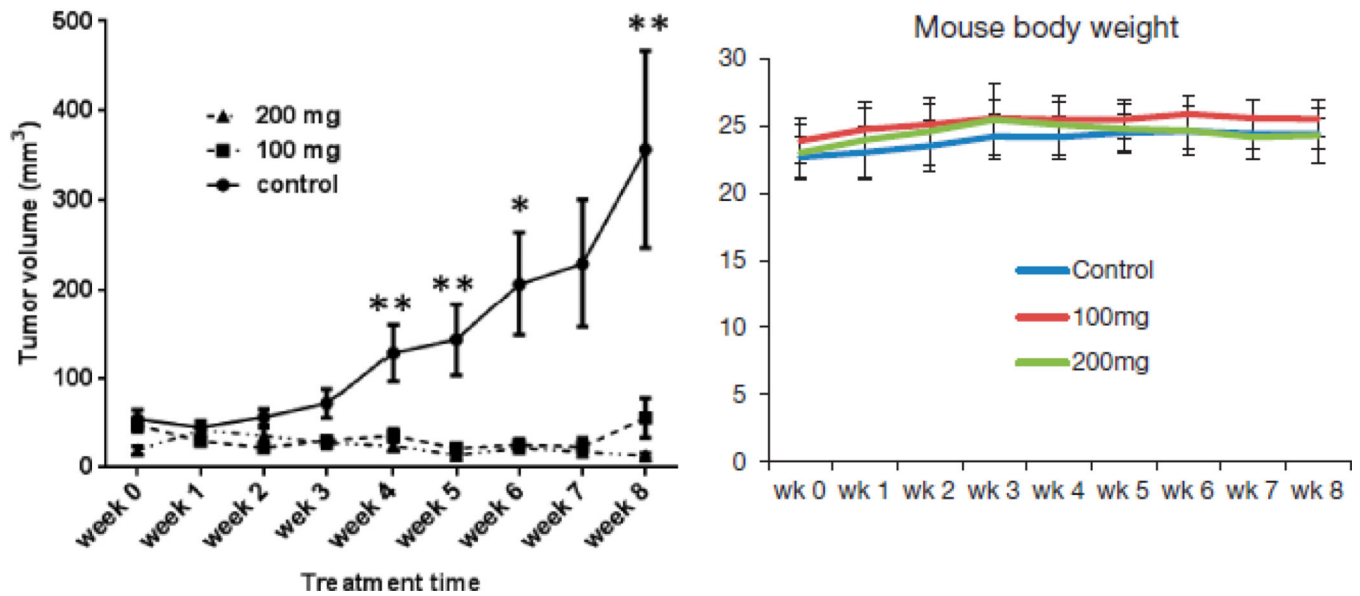 500
400
300
200
100
0
Tumor volume (mm³)
200 mg
100 mg
control
**
**
*
**
week 0
week 1
week 2
wek 3
week 4
week 5
week 6
week 7
week 8
Treatment time
Mouse body weight
30
25
20
15
10
5
0
Control
100mg
200mg
wk 0 wk 1 wk 2 wk 3 wk 4 wk 5 wk 6 wk 7 wk 8